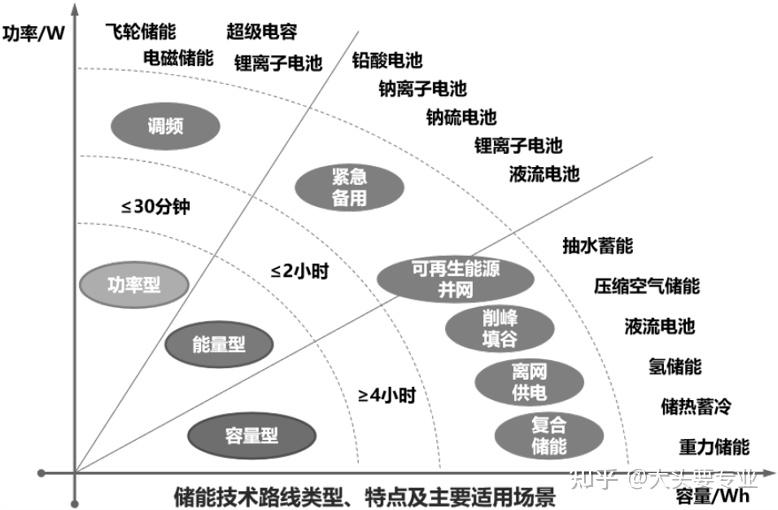 功率/W
飞轮储能
超级电容
电磁储能
锂离子电池
铅酸电池
钠离子电池
钠硫电池
锂离子电池
液流电池
调频
紧急
备用
≤30分钟
≤2小时
抽水蓄能
可再生能源
并网
压缩空气储能
功率型
削峰
填谷
液流电池
能量型
氢储能
离网
供电
≥4小时
储热蓄冷
容量型
复合
储能
重力储能
知乎 @大头要专业
储能技术路线类型、特点及主要适用场景
容量/Wh